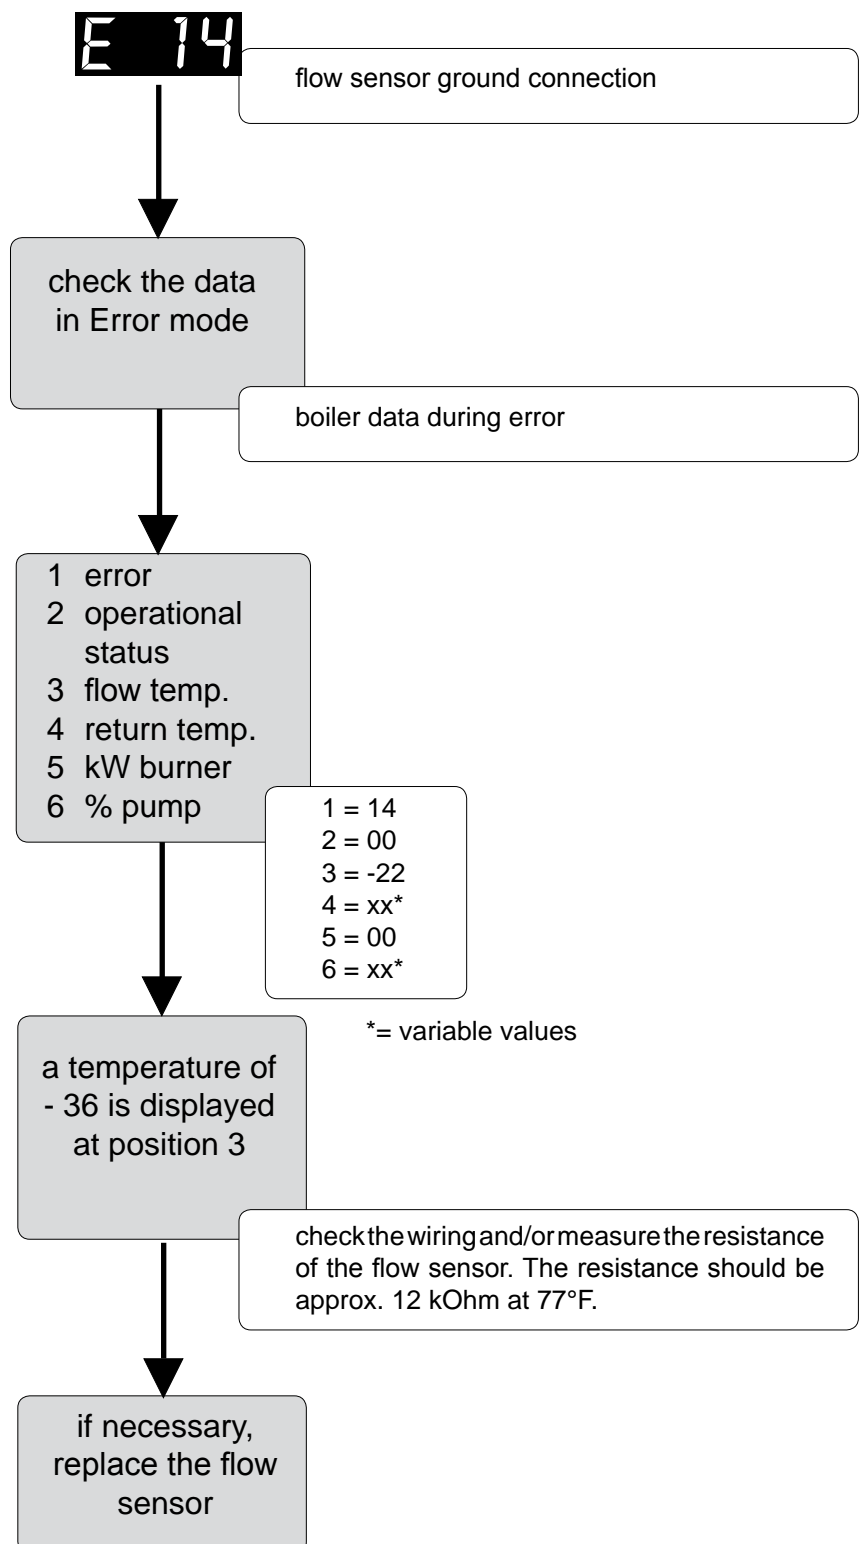 E 14
flow sensor ground connection
check the data
in Error mode
boiler data during error
1 error
2 operational
status
3 flow temp.
4 return temp.
5 kW burner
6 % pump
1 = 14
2 = 00
3 = -22
4 = xx*
5 = 00
6 = xx*
*= variable values
a temperature of
- 36 is displayed
at position 3
check the wiring and/or measure the resistance
of the flow sensor. The resistance should be
approx. 12 kOhm at 77°F.
if necessary,
replace the flow
sensor